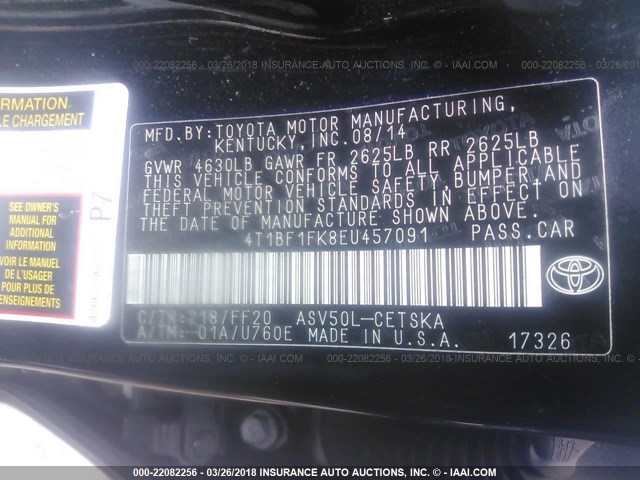 000-22082256 - 03/26/2018 INSURANCE AUTO AUCTIONS, INC. - © IAAI.COM
000-22082256 - 03/26/2018 INSURANCE AUTO AUCTIONS, INC. - © IAAI.COM
ORMATION
LE CHARGEMENT
SEE OWNER'S
MANUAL FOR
ADDITIONAL
INFORMATION
VOIR LE MANUEL
DE L'USAGER
POUR PLUS DE
RENSEIGNEMENTS
P7
MFD.BY:TOYOTA MOTOR MANUFACTURING,
KENTUCKY,INC.08/14
GVWR 4630LB GAWR FR 2625LB RR 2625LB
THIS VEHICLE CONFORMS TO ALL APPLICABLE
FEDERAL MOTOR VEHICLE SAFETY,BUMPER,AND
THEFT PREVENTION STANDARDS IN EFFECT ON
THE DATE OF MANUFACTURE SHOWN ABOVE.
4T1BF1FK8EU457091 PASS.CAR
C/TR:218/FF20 ASV50L-CETSKA
A/TM:-01A/U760E MADE IN U.S.A. 17326
TOYOTA
000-22082256 - 03/26/2018 INSURANCE AUTO AUCTIONS, INC. - © IAAI.COM
000-22082256 - 03/26/2018 INSURANCE AUTO AUCTIONS, INC. - © IAAI.COM